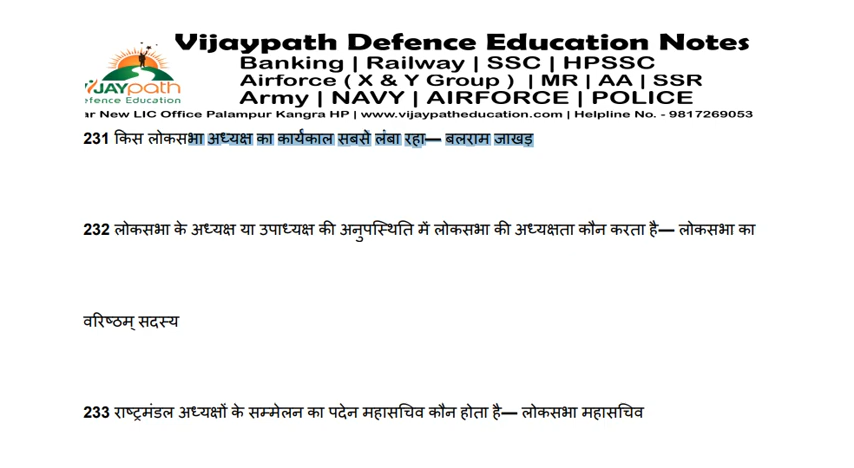 Vijaypath Defence Education Notes
Banking | Railway | SSC | HPSSC
Airforce ( X & Y Group ) | MR | AA | SSR
Army | NAVY | AIRFORCE | POLICE
VIJAYpath
efence Education
ar New LIC Office Palampur Kangra HP | www.vijaypatheducation.com | Helpline No. - 9817269053
231 किस लोकसभा अध्यक्ष का कार्यकाल सबसे लंबा रहा— बलराम जाखड़
232 लोकसभा के अध्यक्ष या उपाध्यक्ष की अनुपस्थिति में लोकसभा की अध्यक्षता कौन करता है— लोकसभा का
वरिष्ठम् सदस्य
233 राष्ट्रमंडल अध्यक्षों के सम्मेलन का पदेन महासचिव कौन होता है— लोकसभा महासचिव